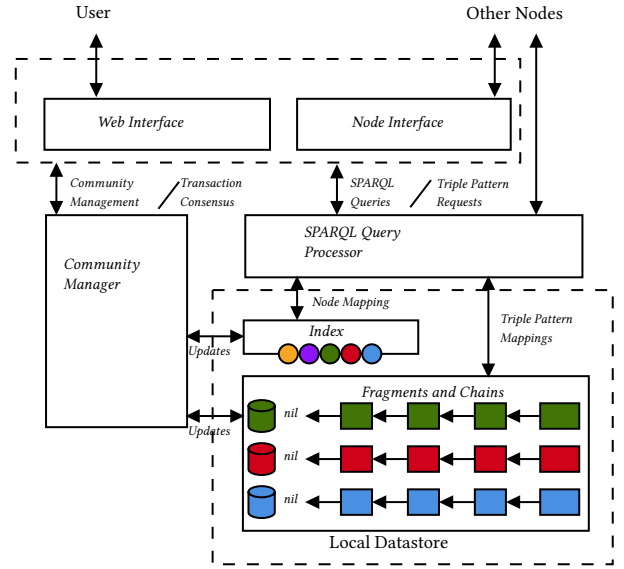 User
Other Nodes
Web Interface
Node Interface
Community
Management
Transaction
Consensus
SPARQL
Queries
Triple Pattern
Requests
SPARQL Query
Processor
Community
Manager
Node Mapping
Triple Pattern
Mappings
Index
Updates
Fragments and Chains
Updates
nil
nil
nil
Local Datastore